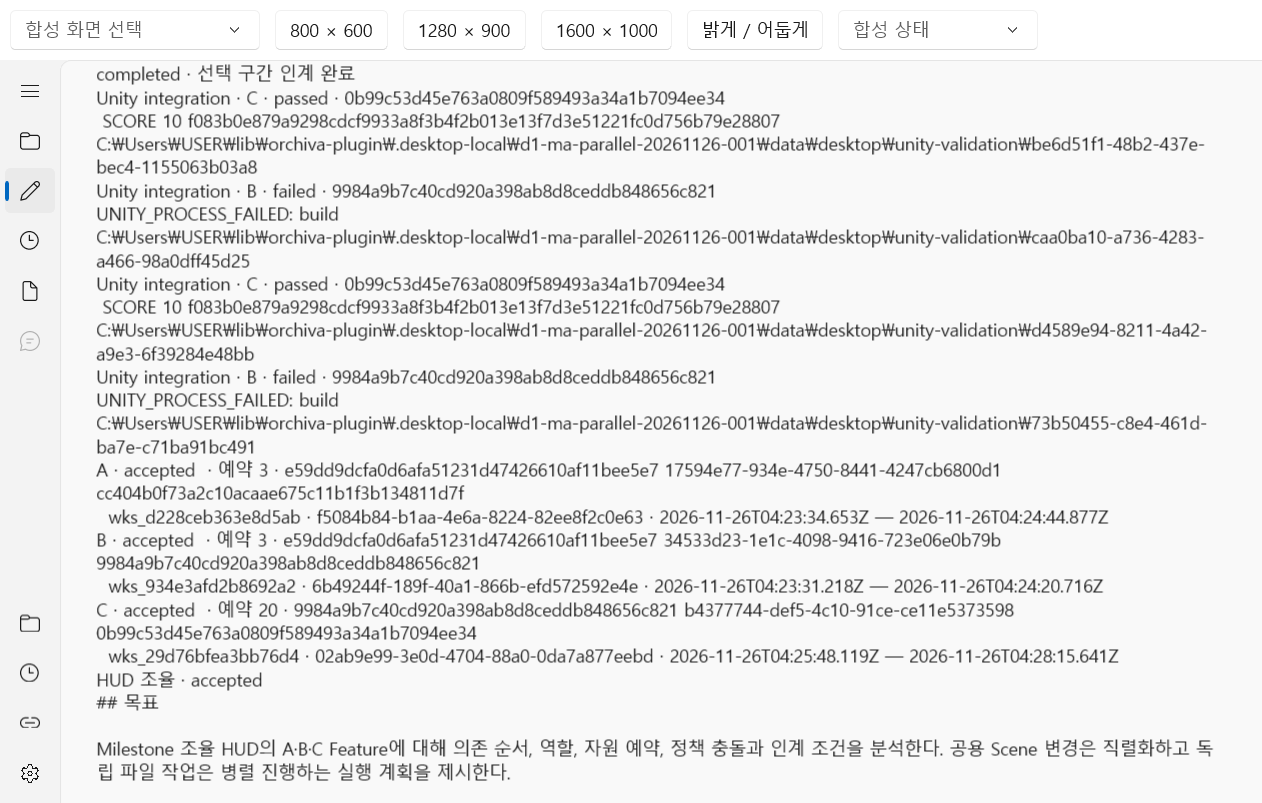 합성 화면 선택
800 × 600
1280 × 900
1600 × 1000
밝게 / 어둡게
합성 상태
completed · 선택 구간 인계 완료
Unity integration · C · passed · 0b99c53d45e763a0809f589493a34a1b7094ee34
SCORE 10 f083b0e879a9298cdcf9933a8f3b4f2b013e13f7d3e51221fc0d756b79e28807
C:₩Users₩USER₩lib₩orchiva-plugin₩.desktop-local₩d1-ma-parallel-20261126-001₩data₩desktop₩unity-validation₩be6d51f1-48b2-437e-
bec4-1155063b03a8
Unity integration · B · failed · 9984a9b7c40cd920a398ab8d8ceddb848656c821
UNITY_PROCESS_FAILED: build
C:₩Users₩USER₩lib₩orchiva-plugin₩.desktop-local₩d1-ma-parallel-20261126-001₩data₩desktop₩unity-validation₩caa0ba10-a736-4283-
a466-98a0dff45d25
Unity integration · C · passed · 0b99c53d45e763a0809f589493a34a1b7094ee34
SCORE 10 f083b0e879a9298cdcf9933a8f3b4f2b013e13f7d3e51221fc0d756b79e28807
C:₩Users₩USER₩lib₩orchiva-plugin₩.desktop-local₩d1-ma-parallel-20261126-001₩data₩desktop₩unity-validation₩d4589e94-8211-4a42-
a9e3-6f39284e48bb
Unity integration · B · failed · 9984a9b7c40cd920a398ab8d8ceddb848656c821
UNITY_PROCESS_FAILED: build
C:₩Users₩USER₩lib₩orchiva-plugin₩.desktop-local₩d1-ma-parallel-20261126-001₩data₩desktop₩unity-validation₩73b50455-c8e4-461d-
ba7e-c71ba91bc491
A · accepted · 예약 3 · e59dd9dcfa0d6afa51231d47426610af11bee5e7 17594e77-934e-4750-8441-4247cb6800d1
cc404b0f73a2c10acaae675c11b1f3b134811d7f
wks_d228ceb363e8d5ab · f5084b84-b1aa-4e6a-8224-82ee8f2c0e63 · 2026-11-26T04:23:34.653Z — 2026-11-26T04:24:44.877Z
B · accepted · 예약 3 · e59dd9dcfa0d6afa51231d47426610af11bee5e7 34533d23-1e1c-4098-9416-723e06e0b79b
9984a9b7c40cd920a398ab8d8ceddb848656c821
wks_934e3afd2b8692a2 · 6b49244f-189f-40a1-866b-efd572592e4e · 2026-11-26T04:23:31.218Z — 2026-11-26T04:24:20.716Z
C · accepted · 예약 20 · 9984a9b7c40cd920a398ab8d8ceddb848656c821 b4377744-def5-4c10-91ce-ce11e5373598
0b99c53d45e763a0809f589493a34a1b7094ee34
wks_29d76bfea3bb76d4 · 02ab9e99-3e0d-4704-88a0-0da7a877eebd · 2026-11-26T04:25:48.119Z — 2026-11-26T04:28:15.641Z
HUD 조율 · accepted
## 목표
Milestone 조율 HUD의 A·B·C Feature에 대해 의존 순서, 역할, 자원 예약, 정책 충돌과 인계 조건을 분석한다. 공용 Scene 변경은 직렬화하고 독
립 파일 작업은 병렬 진행하는 실행 계획을 제시한다.